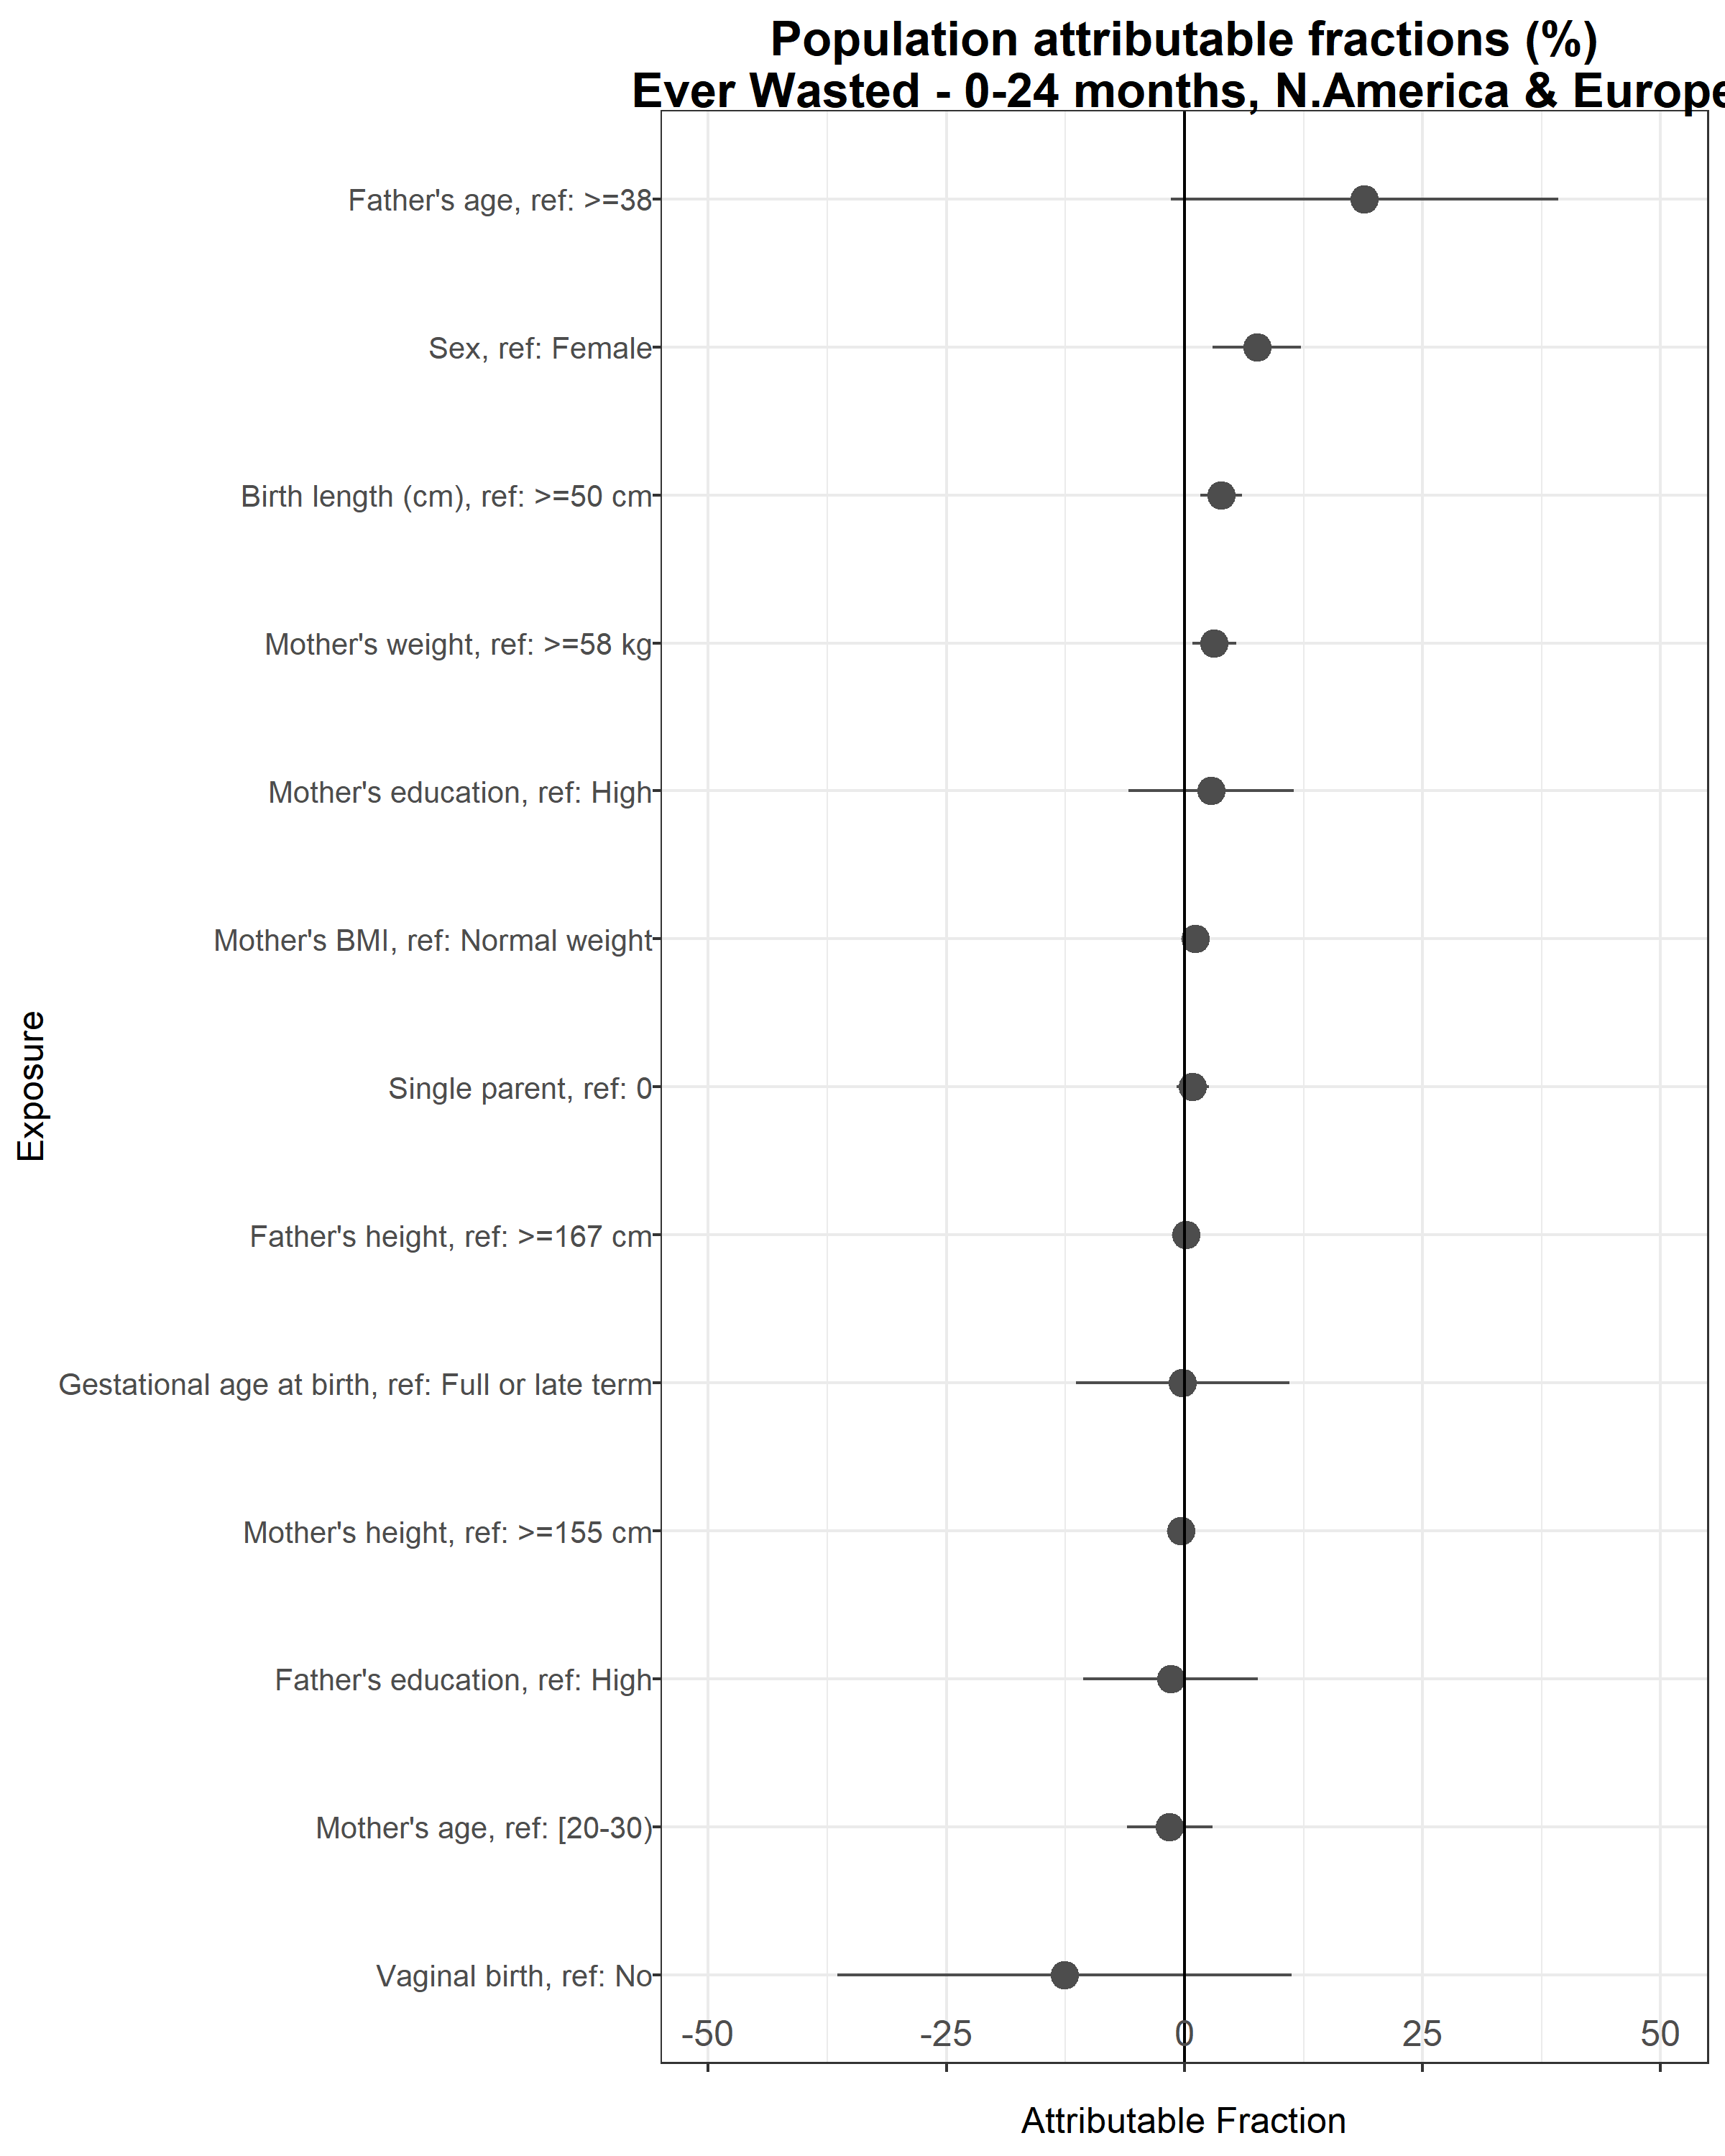 Population attributable fractions (%)
Ever Wasted - 0-24 months, N.America & Europe
Father's age, ref: >=38
Sex, ref: Female
Birth length (cm), ref: >=50 cm
Mother's weight, ref: >=58 kg
Mother's education, ref: High
Mother's BMI, ref: Normal weight
Single parent, ref: 0
Father's height, ref: >=167 cm
Gestational age at birth, ref: Full or late term
Mother's height, ref: >=155 cm
Father's education, ref: High
Mother's age, ref: [20-30)
Vaginal birth, ref: No
Exposure
-50 -25 0 25 50
Attributable Fraction